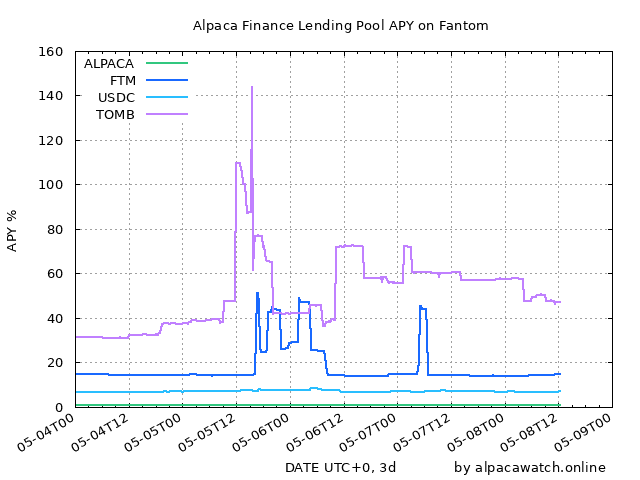 Alpaca Finance Lending Pool APY on Fantom
160
140
120
100
80
60
40
20
0
APY %
ALPACA
FTM
USDC
TOMB
05-04T00
05-04T12
05-05T00
05-05T12
05-06T00
05-06T12
05-07T00
05-07T12
05-08T00
05-08T12
05-09T00
DATE UTC+0, 3d
by alpacawatch.online